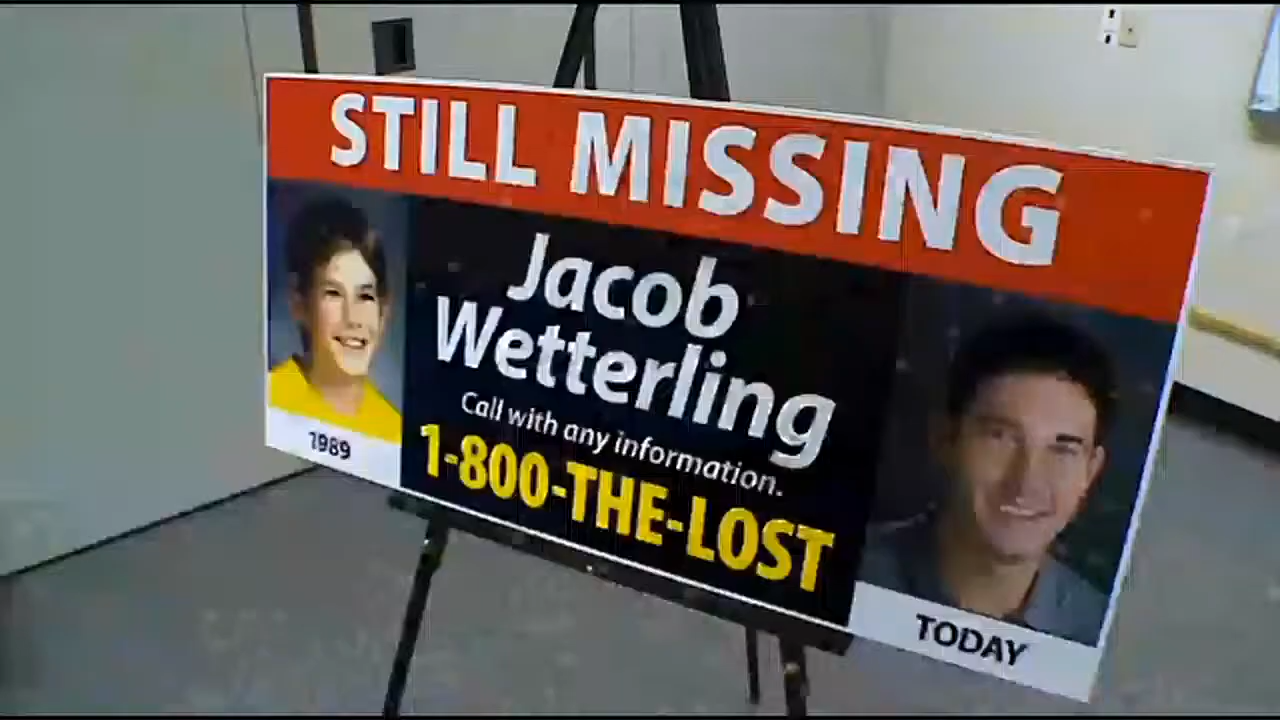 STILL MISSING
Jacob
Wetterling
Call with any information.
1-800-THE-LOST
1989
TODAY